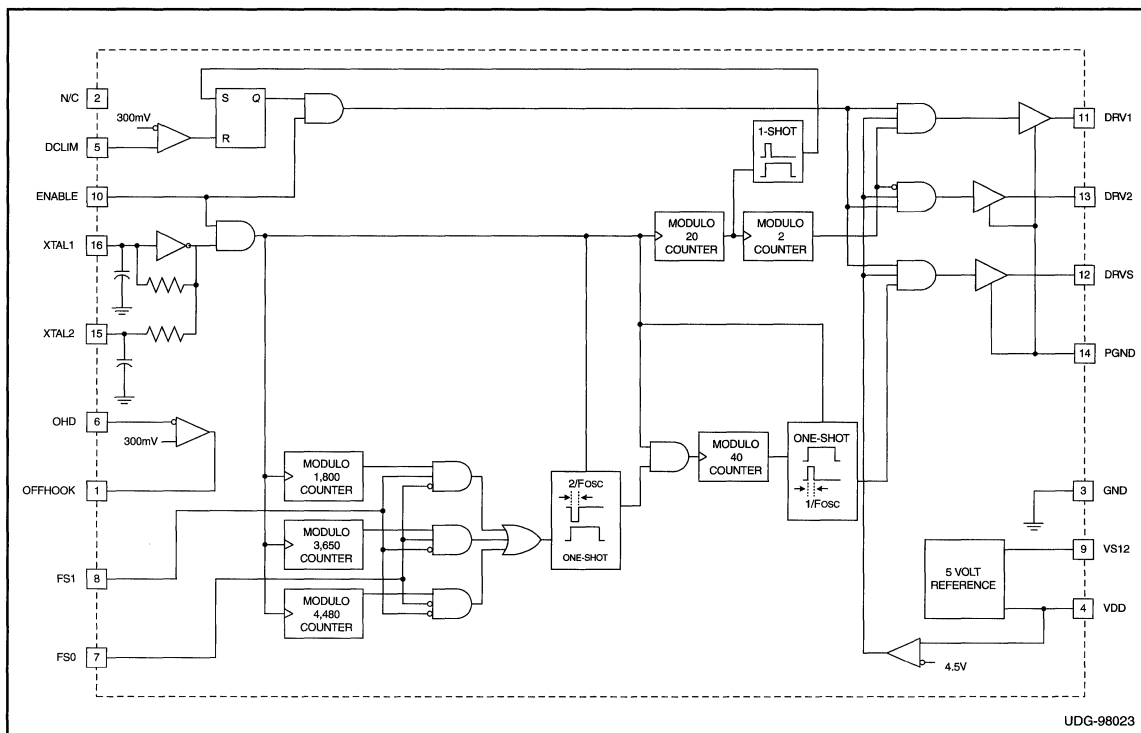 N/C
2
300mV
DCLIM
5
S
Q
R
ENABLE
10
XTAL1
16
XTAL2
15
OHD
6
300mV
OFFHOOK
1
FS1
8
FS0
7
MODULO
1,800
COUNTER
MODULO
3,650
COUNTER
MODULO
4,480
COUNTER
2/FOSC
ONE-SHOT
1-SHOT
MODULO
20
COUNTER
MODULO
2
COUNTER
MODULO
40
COUNTER
ONE-SHOT
1/FOSC
11
DRV1
13
DRV2
12
DRVS
14
PGND
3
GND
9
VS12
5 VOLT
REFERENCE
4
VDD
4.5V
UDG-98023